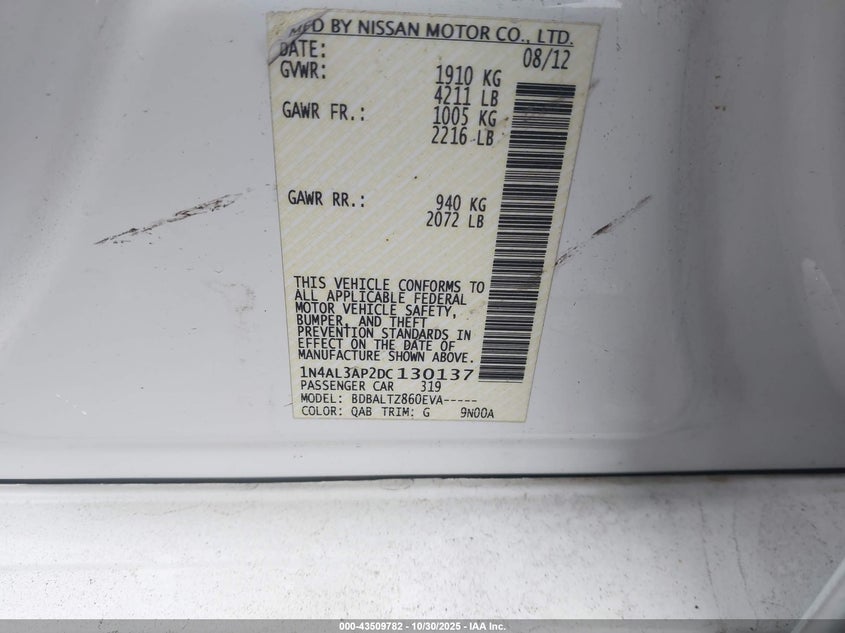 MFD BY NISSAN MOTOR CO., LTD.
DATE: 08/12
GVWR: 1910 KG
4211 LB
GAWR FR.: 1005 KG
2216 LB
GAWR RR.: 940 KG
2072 LB
THIS VEHICLE CONFORMS TO
ALL APPLICABLE FEDERAL
MOTOR VEHICLE SAFETY,
BUMPER, AND THEFT
PREVENTION STANDARDS IN
EFFECT ON THE DATE OF
MANUFACTURE SHOWN ABOVE.
1N4AL3AP2DC130137
PASSENGER CAR 319
MODEL: BDBALTZ860EVA-----
COLOR: QAB TRIM: G 9N00A
000-43509782 - 10/30/2025 - IAA Inc.